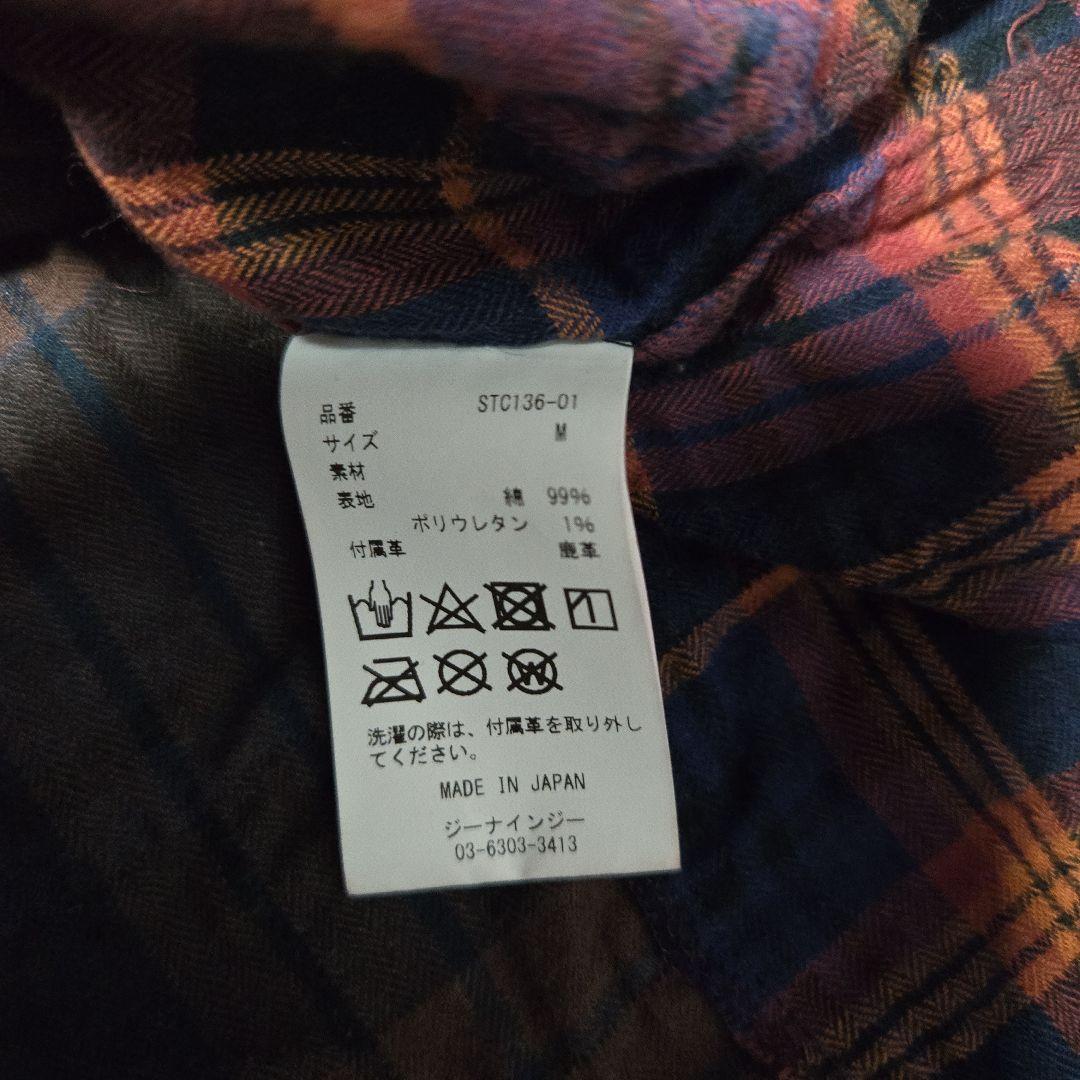 品番 STC136-01
サイズ M
素材
表地 綿 99%
ポリウレタン 1%
付属革 鹿革
洗濯の際は、付属革を取り外し
てください。
MADE IN JAPAN
ジーナインジー
03-6303-3413